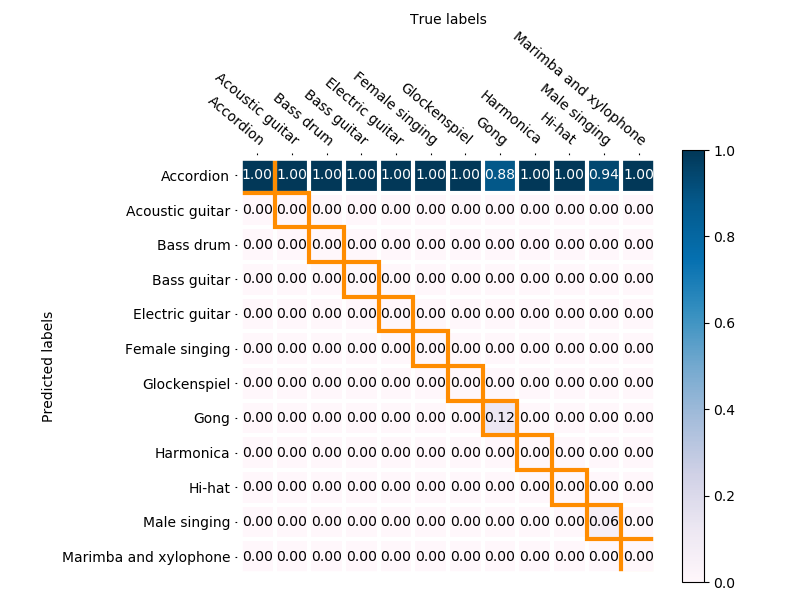 True labels
Accordion
Acoustic guitar
Bass drum
Bass guitar
Electric guitar
Female singing
Glockenspiel
Gong
Harmonica
Hi-hat
Male singing
Marimba and xylophone
Predicted labels
Accordion 1.00 1.00 1.00 1.00 1.00 1.00 1.00 0.88 1.00 1.00 0.94 1.00
Acoustic guitar 0.00 0.00 0.00 0.00 0.00 0.00 0.00 0.00 0.00 0.00 0.00 0.00
Bass drum 0.00 0.00 0.00 0.00 0.00 0.00 0.00 0.00 0.00 0.00 0.00 0.00
Bass guitar 0.00 0.00 0.00 0.00 0.00 0.00 0.00 0.00 0.00 0.00 0.00 0.00
Electric guitar 0.00 0.00 0.00 0.00 0.00 0.00 0.00 0.00 0.00 0.00 0.00 0.00
Female singing 0.00 0.00 0.00 0.00 0.00 0.00 0.00 0.00 0.00 0.00 0.00 0.00
Glockenspiel 0.00 0.00 0.00 0.00 0.00 0.00 0.00 0.00 0.00 0.00 0.00 0.00
Gong 0.00 0.00 0.00 0.00 0.00 0.00 0.00 0.12 0.00 0.00 0.00 0.00
Harmonica 0.00 0.00 0.00 0.00 0.00 0.00 0.00 0.00 0.00 0.00 0.00 0.00
Hi-hat 0.00 0.00 0.00 0.00 0.00 0.00 0.00 0.00 0.00 0.00 0.00 0.00
Male singing 0.00 0.00 0.00 0.00 0.00 0.00 0.00 0.00 0.00 0.00 0.06 0.00
Marimba and xylophone 0.00 0.00 0.00 0.00 0.00 0.00 0.00 0.00 0.00 0.00 0.00 0.00
1.0
0.8
0.6
0.4
0.2
0.0